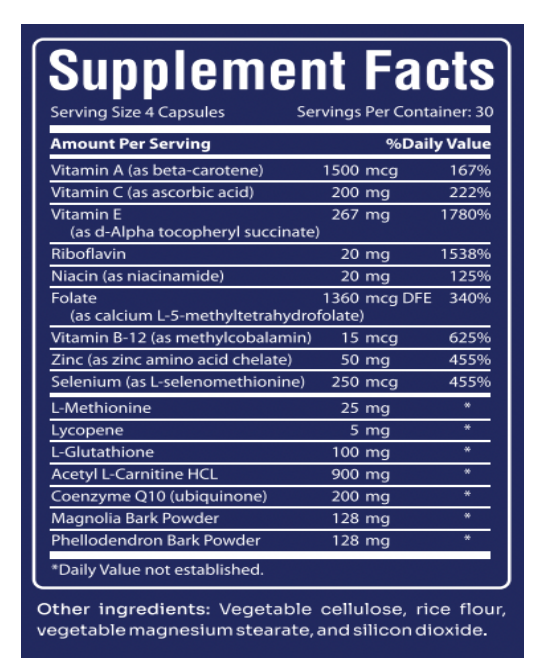 Supplement Facts
Serving Size 4 Capsules Servings Per Container: 30
Amount Per Serving %Daily Value
Vitamin A (as beta-carotene) 1500 mcg 167%
Vitamin C (as ascorbic acid) 200 mg 222%
Vitamin E 267 mg 1780%
(as d-Alpha tocopheryl succinate)
Riboflavin 20 mg 1538%
Niacin (as niacinamide) 20 mg 125%
Folate 1360 mcg DFE 340%
(as calcium L-5-methyltetrahydrofolate)
Vitamin B-12 (as methylcobalamin) 15 mcg 625%
Zinc (as zinc amino acid chelate) 50 mg 455%
Selenium (as L-selenomethionine) 250 mcg 455%
L-Methionine 25 mg *
Lycopene 5 mg *
L-Glutathione 100 mg *
Acetyl L-Carnitine HCL 900 mg *
Coenzyme Q10 (ubiquinone) 200 mg *
Magnolia Bark Powder 128 mg *
Phellodendron Bark Powder 128 mg *
*Daily Value not established.
Other ingredients: Vegetable cellulose, rice flour,
vegetable magnesium stearate, and silicon dioxide.